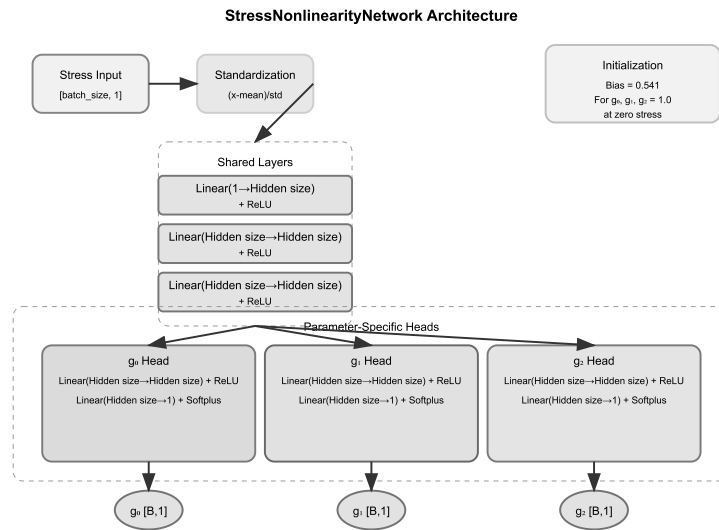 StressNonlinearityNetwork Architecture
Stress Input
[batch_size, 1]
Standardization
(x-mean)/std
Initialization
Bias = 0.541
For g₀, g₁, g₂ = 1.0
at zero stress
Shared Layers
Linear(1→Hidden size)
+ ReLU
Linear(Hidden size→Hidden size)
+ ReLU
Linear(Hidden size→Hidden size)
+ ReLU
Parameter-Specific Heads
g₀ Head
Linear(Hidden size→Hidden size) + ReLU
Linear(Hidden size→1) + Softplus
g₁ Head
Linear(Hidden size→Hidden size) + ReLU
Linear(Hidden size→1) + Softplus
g₂ Head
Linear(Hidden size→Hidden size) + ReLU
Linear(Hidden size→1) + Softplus
g₀ [B,1]
g₁ [B,1]
g₂ [B,1]